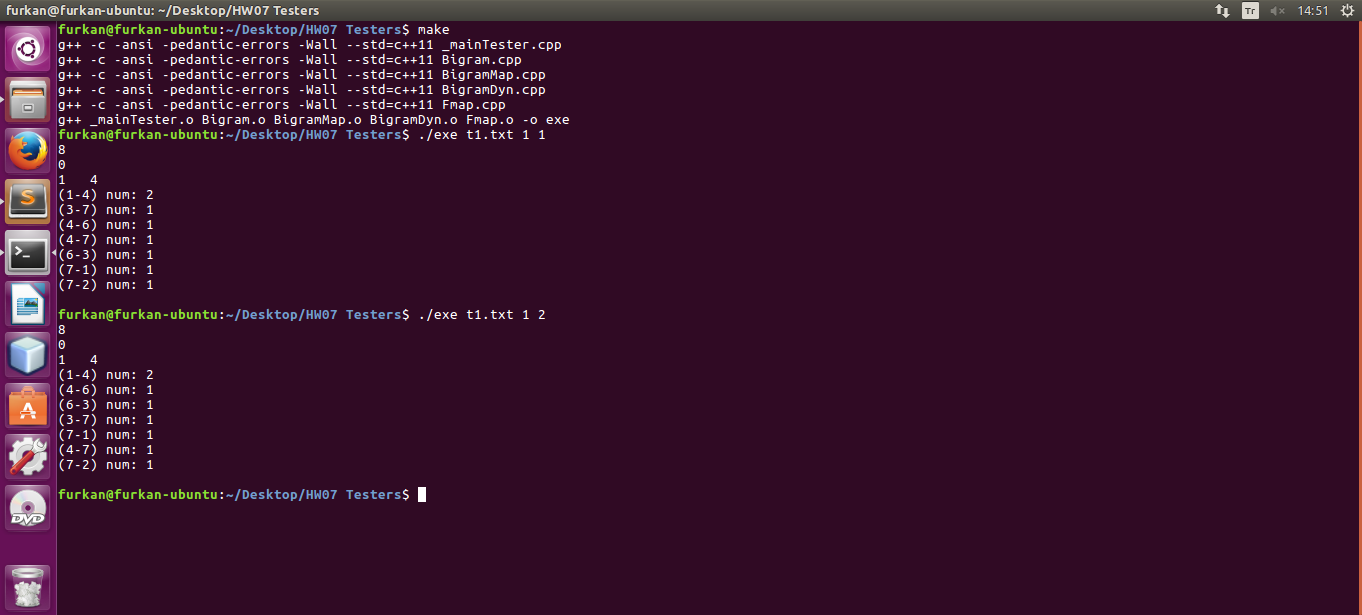 furkan@furkan-ubuntu: ~/Desktop/HW07 Testers
Tr 14:51
furkan@furkan-ubuntu:~/Desktop/HW07 Testers$ make
g++ -c -ansi -pedantic-errors -Wall --std=c++11 _mainTester.cpp
g++ -c -ansi -pedantic-errors -Wall --std=c++11 Bigram.cpp
g++ -c -ansi -pedantic-errors -Wall --std=c++11 BigramMap.cpp
g++ -c -ansi -pedantic-errors -Wall --std=c++11 BigramDyn.cpp
g++ -c -ansi -pedantic-errors -Wall --std=c++11 Fmap.cpp
g++ _mainTester.o Bigram.o BigramMap.o BigramDyn.o Fmap.o -o exe
furkan@furkan-ubuntu:~/Desktop/HW07 Testers$ ./exe t1.txt 1 1
8
0
1   4
(1-4) num: 2
(3-7) num: 1
(4-6) num: 1
(4-7) num: 1
(6-3) num: 1
(7-1) num: 1
(7-2) num: 1
furkan@furkan-ubuntu:~/Desktop/HW07 Testers$ ./exe t1.txt 1 2
8
0
1   4
(1-4) num: 2
(4-6) num: 1
(6-3) num: 1
(3-7) num: 1
(7-1) num: 1
(4-7) num: 1
(7-2) num: 1
furkan@furkan-ubuntu:~/Desktop/HW07 Testers$
DVD